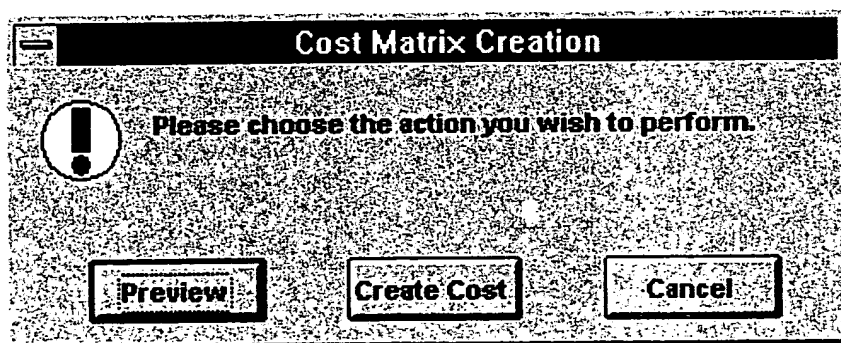 Cost Matrix Creation
Please choose the action you wish to perform.
Preview Create Cost Cancel